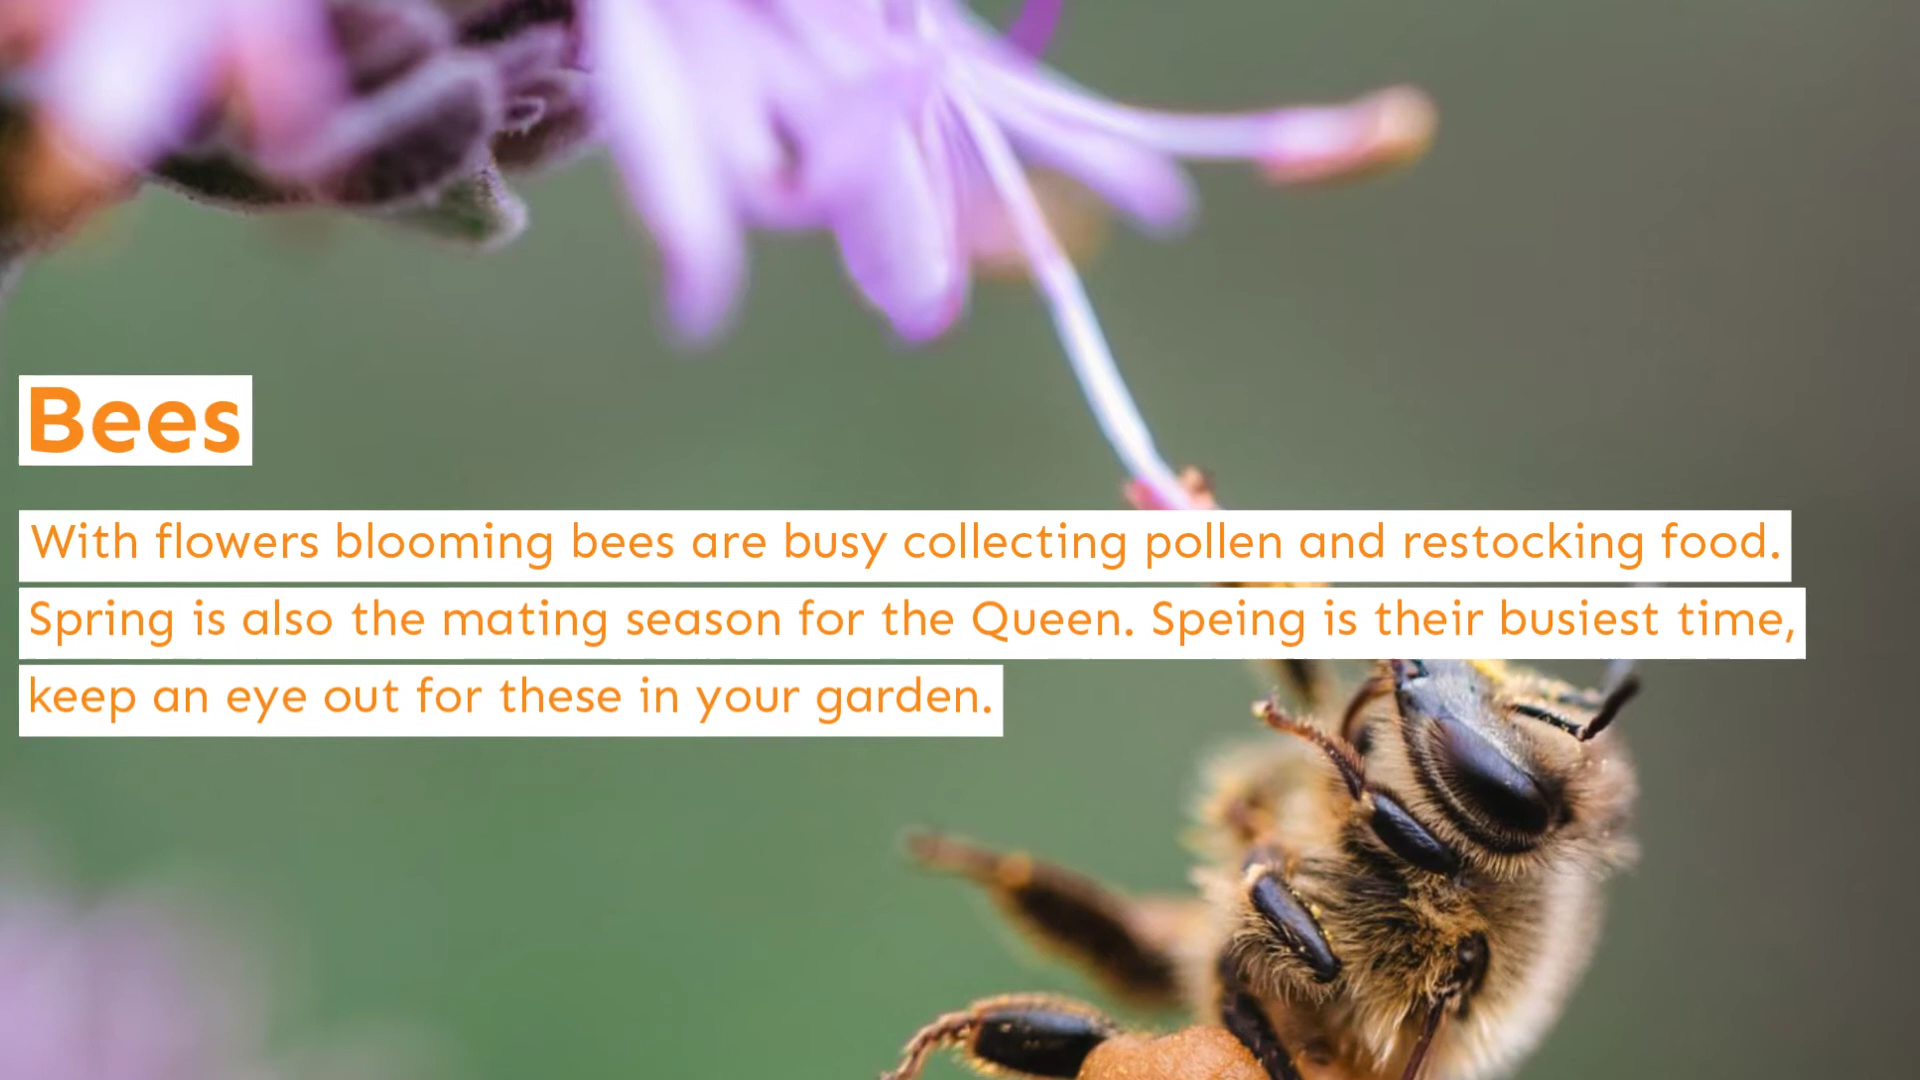 Bees
With flowers blooming bees are busy collecting pollen and restocking food.
Spring is also the mating season for the Queen. Speing is their busiest time,
keep an eye out for these in your garden.